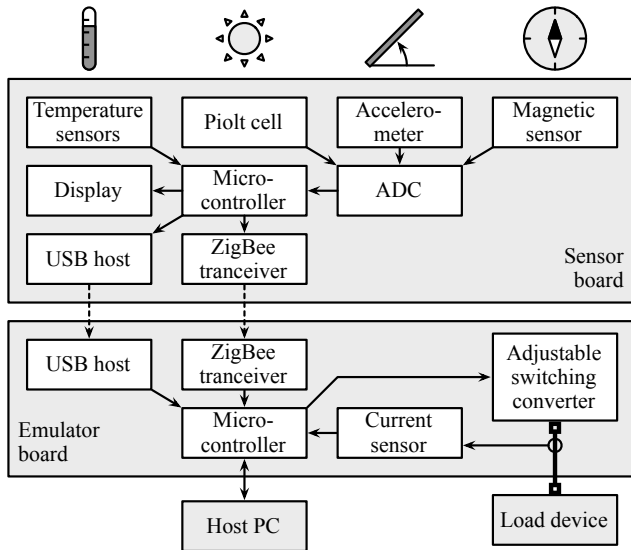 Temperature
sensors
Piolt cell
Accelero-
meter
Magnetic
sensor
Display
Micro-
controller
ADC
USB host
ZigBee
tranceiver
Sensor
board
USB host
ZigBee
tranceiver
Adjustable
switching
converter
Emulator
board
Micro-
controller
Current
sensor
Host PC
Load device